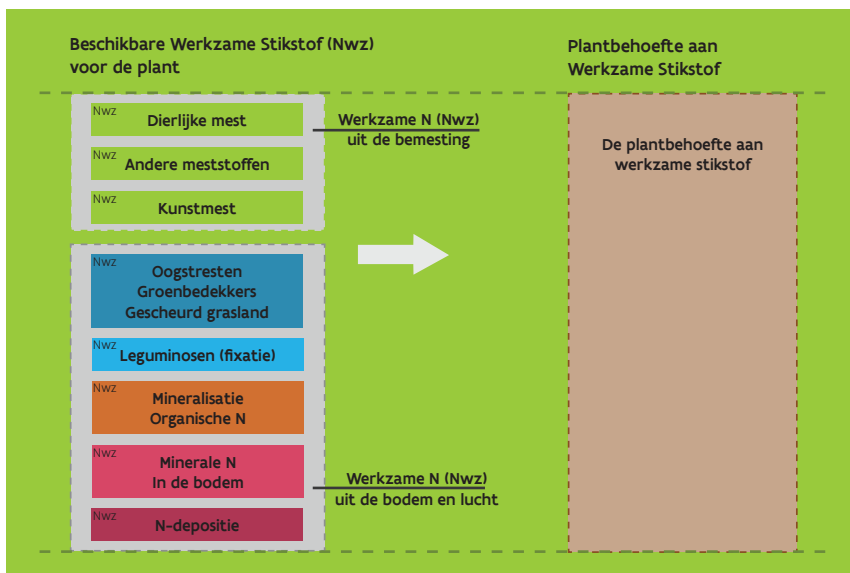 Beschikbare Werkzame Stikstof (Nwz)
voor de plant
Plantbehoefte aan
Werkzame Stikstof
Nwz
Dierlijke mest
Nwz
Andere meststoffen
Nwz
Kunstmest
Werkzame N (Nwz)
uit de bemesting
De plantbehoefte aan
werkzame stikstof
Nwz
Oogstresten
Groenbedekkers
Gescheurd grasland
Nwz
Leguminosen (fixatie)
Nwz
Mineralisatie
Organische N
Nwz
Minerale N
In de bodem
Werkzame N (Nwz)
uit de bodem en lucht
Nwz
N-depositie